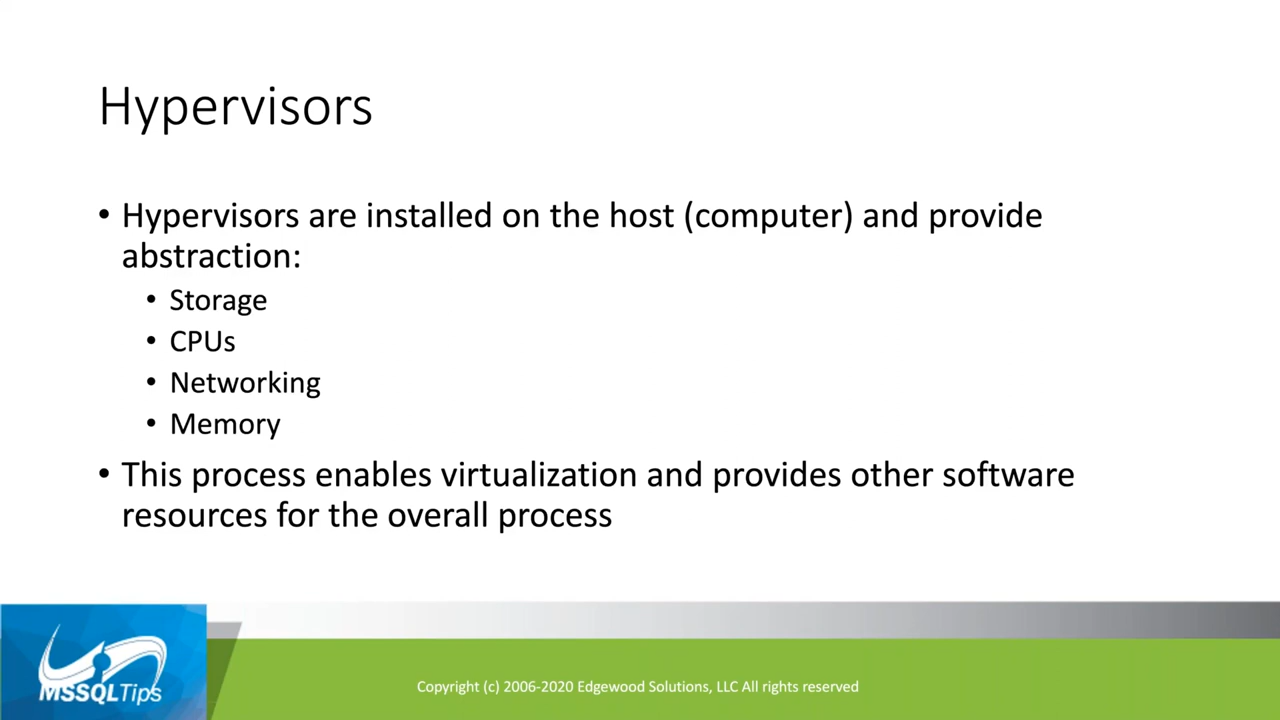 Hypervisors
• Hypervisors are installed on the host (computer) and provide
abstraction:
• Storage
• CPUs
• Networking
• Memory
• This process enables virtualization and provides other software
resources for the overall process
MSSQLTips
Copyright (c) 2006-2020 Edgewood Solutions, LLC All rights reserved